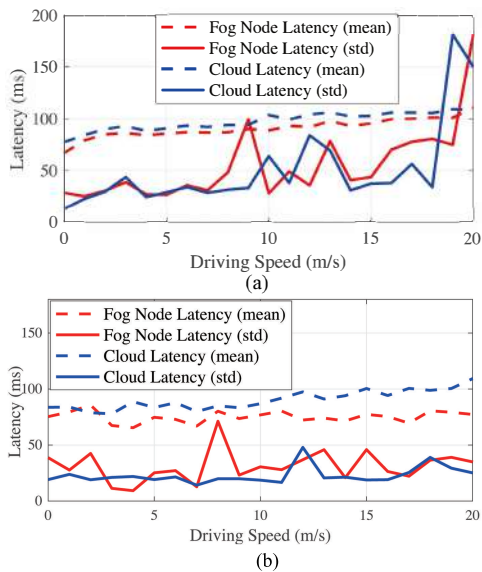 200
150
100
50
0
Latency (ms)
Fog Node Latency (mean)
Fog Node Latency (std)
Cloud Latency (mean)
Cloud Latency (std)
0 5 10 15 20
Driving Speed (m/s)
(a)
150
100
50
0
Latency (ms)
Fog Node Latency (mean)
Fog Node Latency (std)
Cloud Latency (mean)
Cloud Latency (std)
0 5 10 15 20
Driving Speed (m/s)
(b)